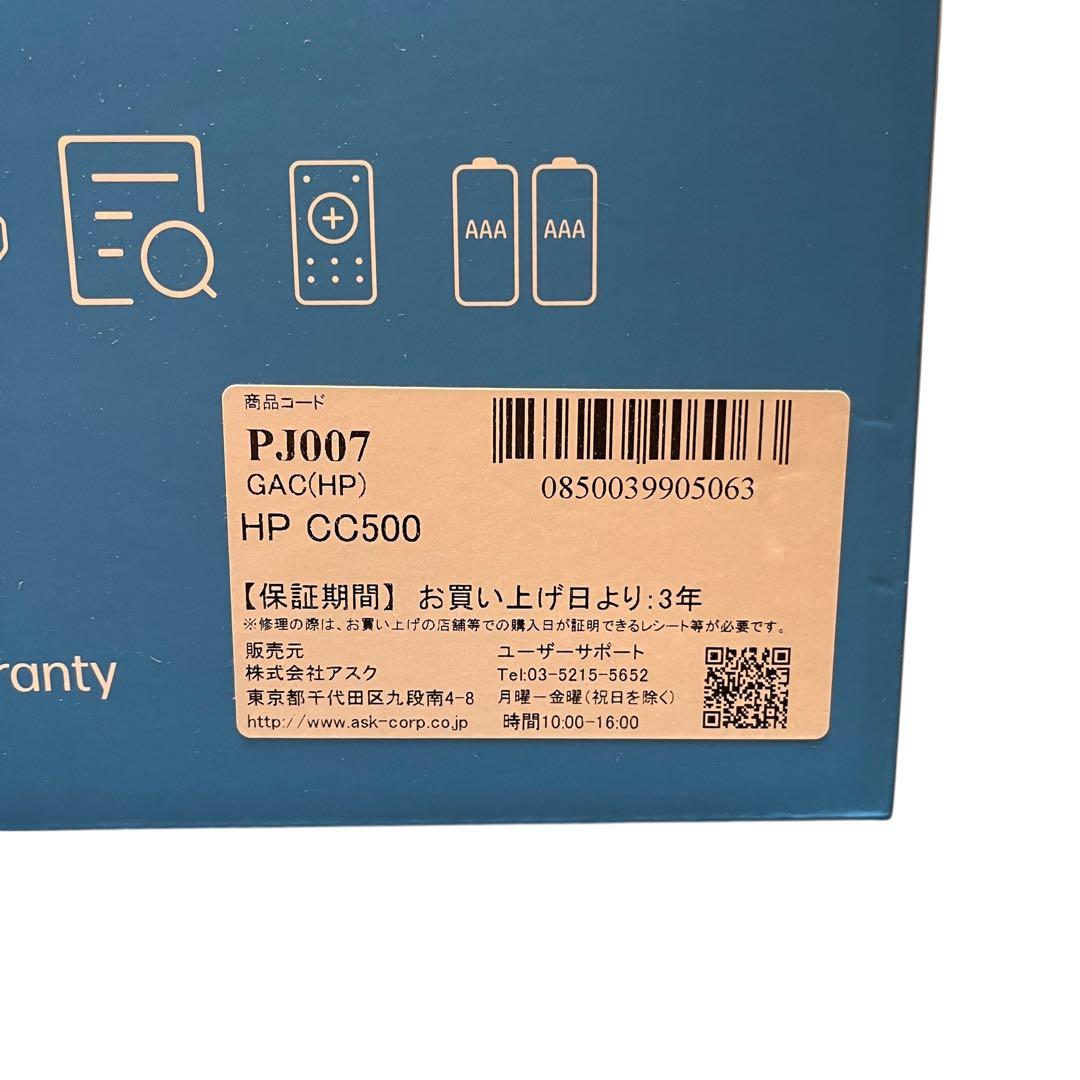 AAA AAA
商品コード
PJ007
GAC(HP)
0850039905063
HP CC500
【保証期間】 お買い上げ日より:3年
※修理の際は、お買い上げの店舗等での購入日が証明できるレシート等が必要です。
販売元
株式会社アスク
東京都千代田区九段南4-8
http://www.ask-corp.co.jp
ユーザーサポート
Tel:03-5215-5652
月曜ー金曜(祝日を除く)
時間10:00-16:00
ranty